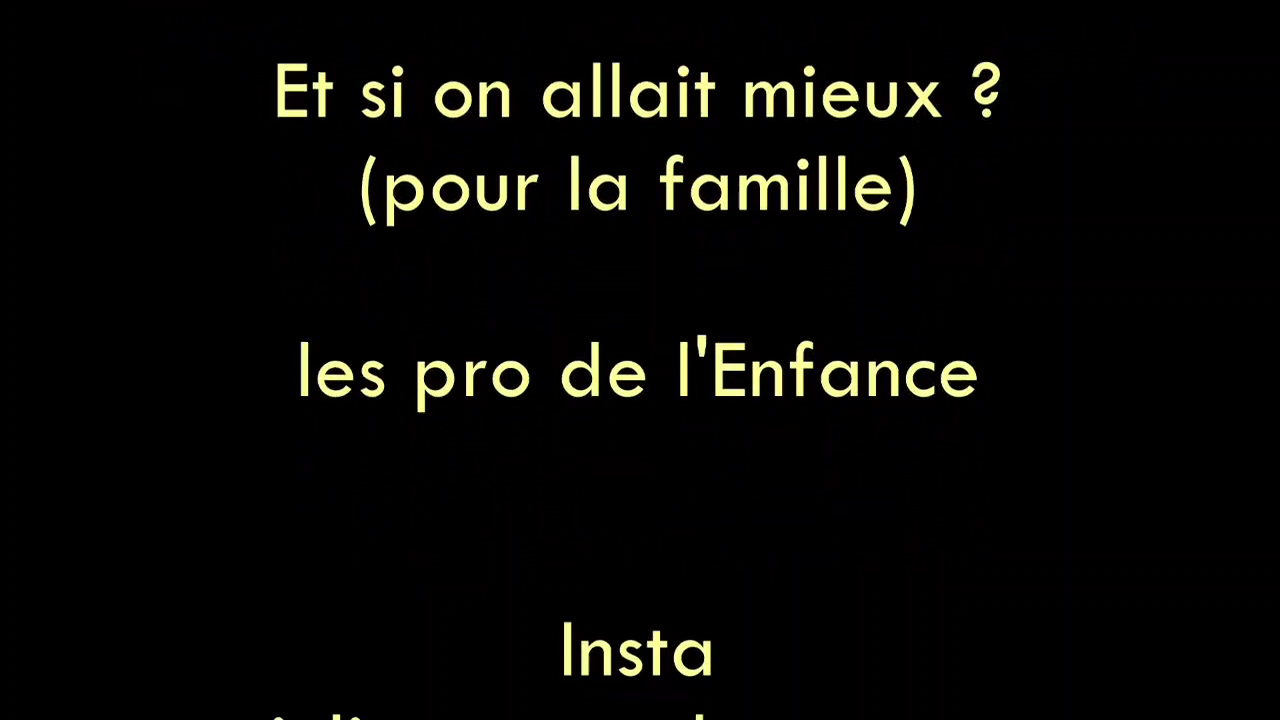 Et si on allait mieux ?
(pour la famille)
les pro de l'Enfance
Insta